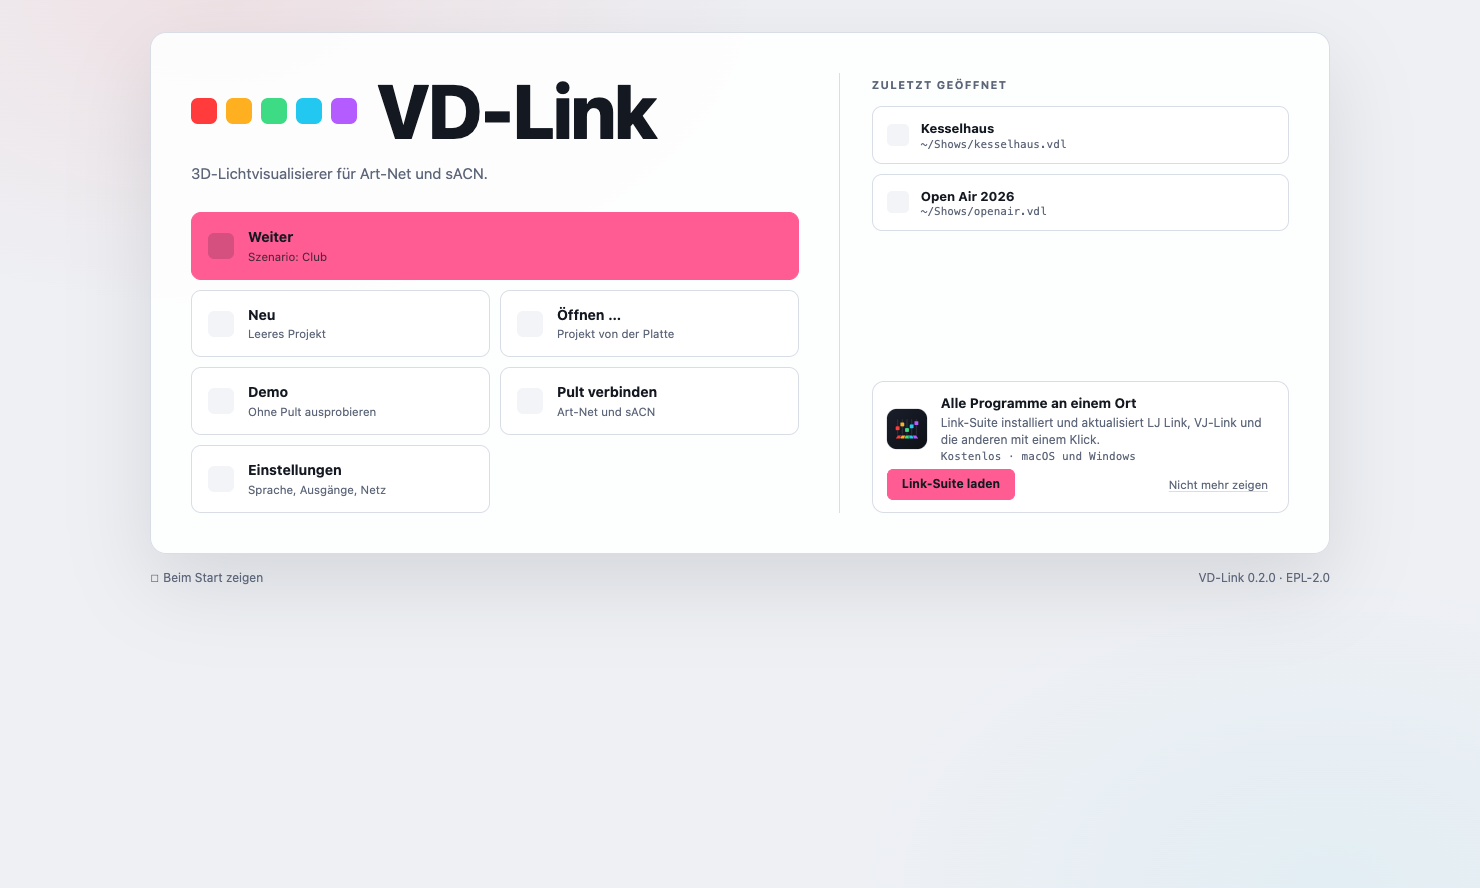 VD-Link
3D-Lichtvisualisierer für Art-Net und sACN.
Weiter
Szenario: Club
Neu
Leeres Projekt
Öffnen ...
Projekt von der Platte
Demo
Ohne Pult ausprobieren
Pult verbinden
Art-Net und sACN
Einstellungen
Sprache, Ausgänge, Netz
ZULETZT GEÖFFNET
Kesselhaus
~/Shows/kesselhaus.vdl
Open Air 2026
~/Shows/openair.vdl
Alle Programme an einem Ort
Link-Suite installiert und aktualisiert LJ Link, VJ-Link und
die anderen mit einem Klick.
Kostenlos · macOS und Windows
Link-Suite laden
Nicht mehr zeigen
Beim Start zeigen
VD-Link 0.2.0 · EPL-2.0